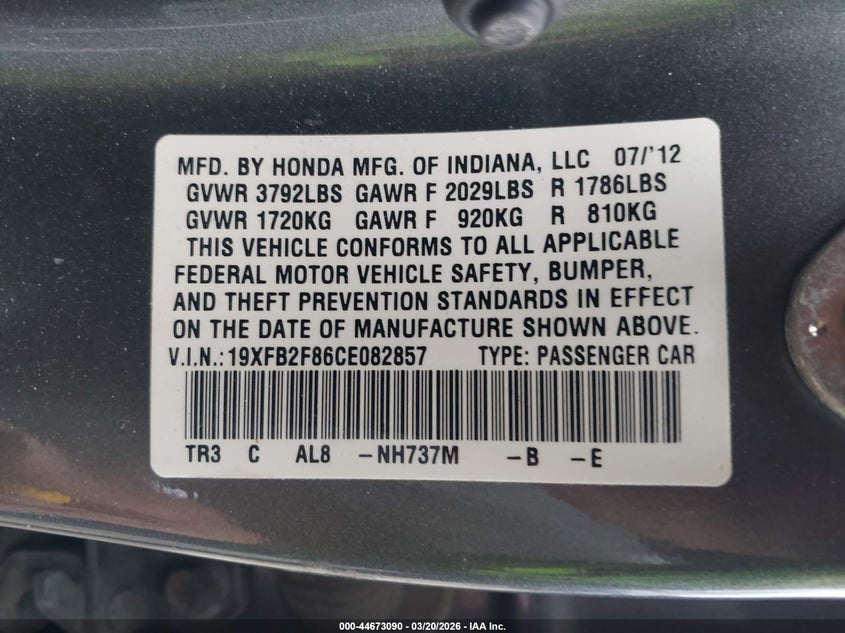 MFD. BY HONDA MFG. OF INDIANA, LLC 07/'12
GVWR 3792LBS GAWR F 2029LBS R 1786LBS
GVWR 1720KG GAWR F 920KG R 810KG
THIS VEHICLE CONFORMS TO ALL APPLICABLE
FEDERAL MOTOR VEHICLE SAFETY, BUMPER,
AND THEFT PREVENTION STANDARDS IN EFFECT
ON THE DATE OF MANUFACTURE SHOWN ABOVE.
V.I.N.:19XFB2F86CE082857 TYPE: PASSENGER CAR
TR3 C AL8 -NH737M -B -E
000-44673090 — 03/20/2026 - IAA Inc.